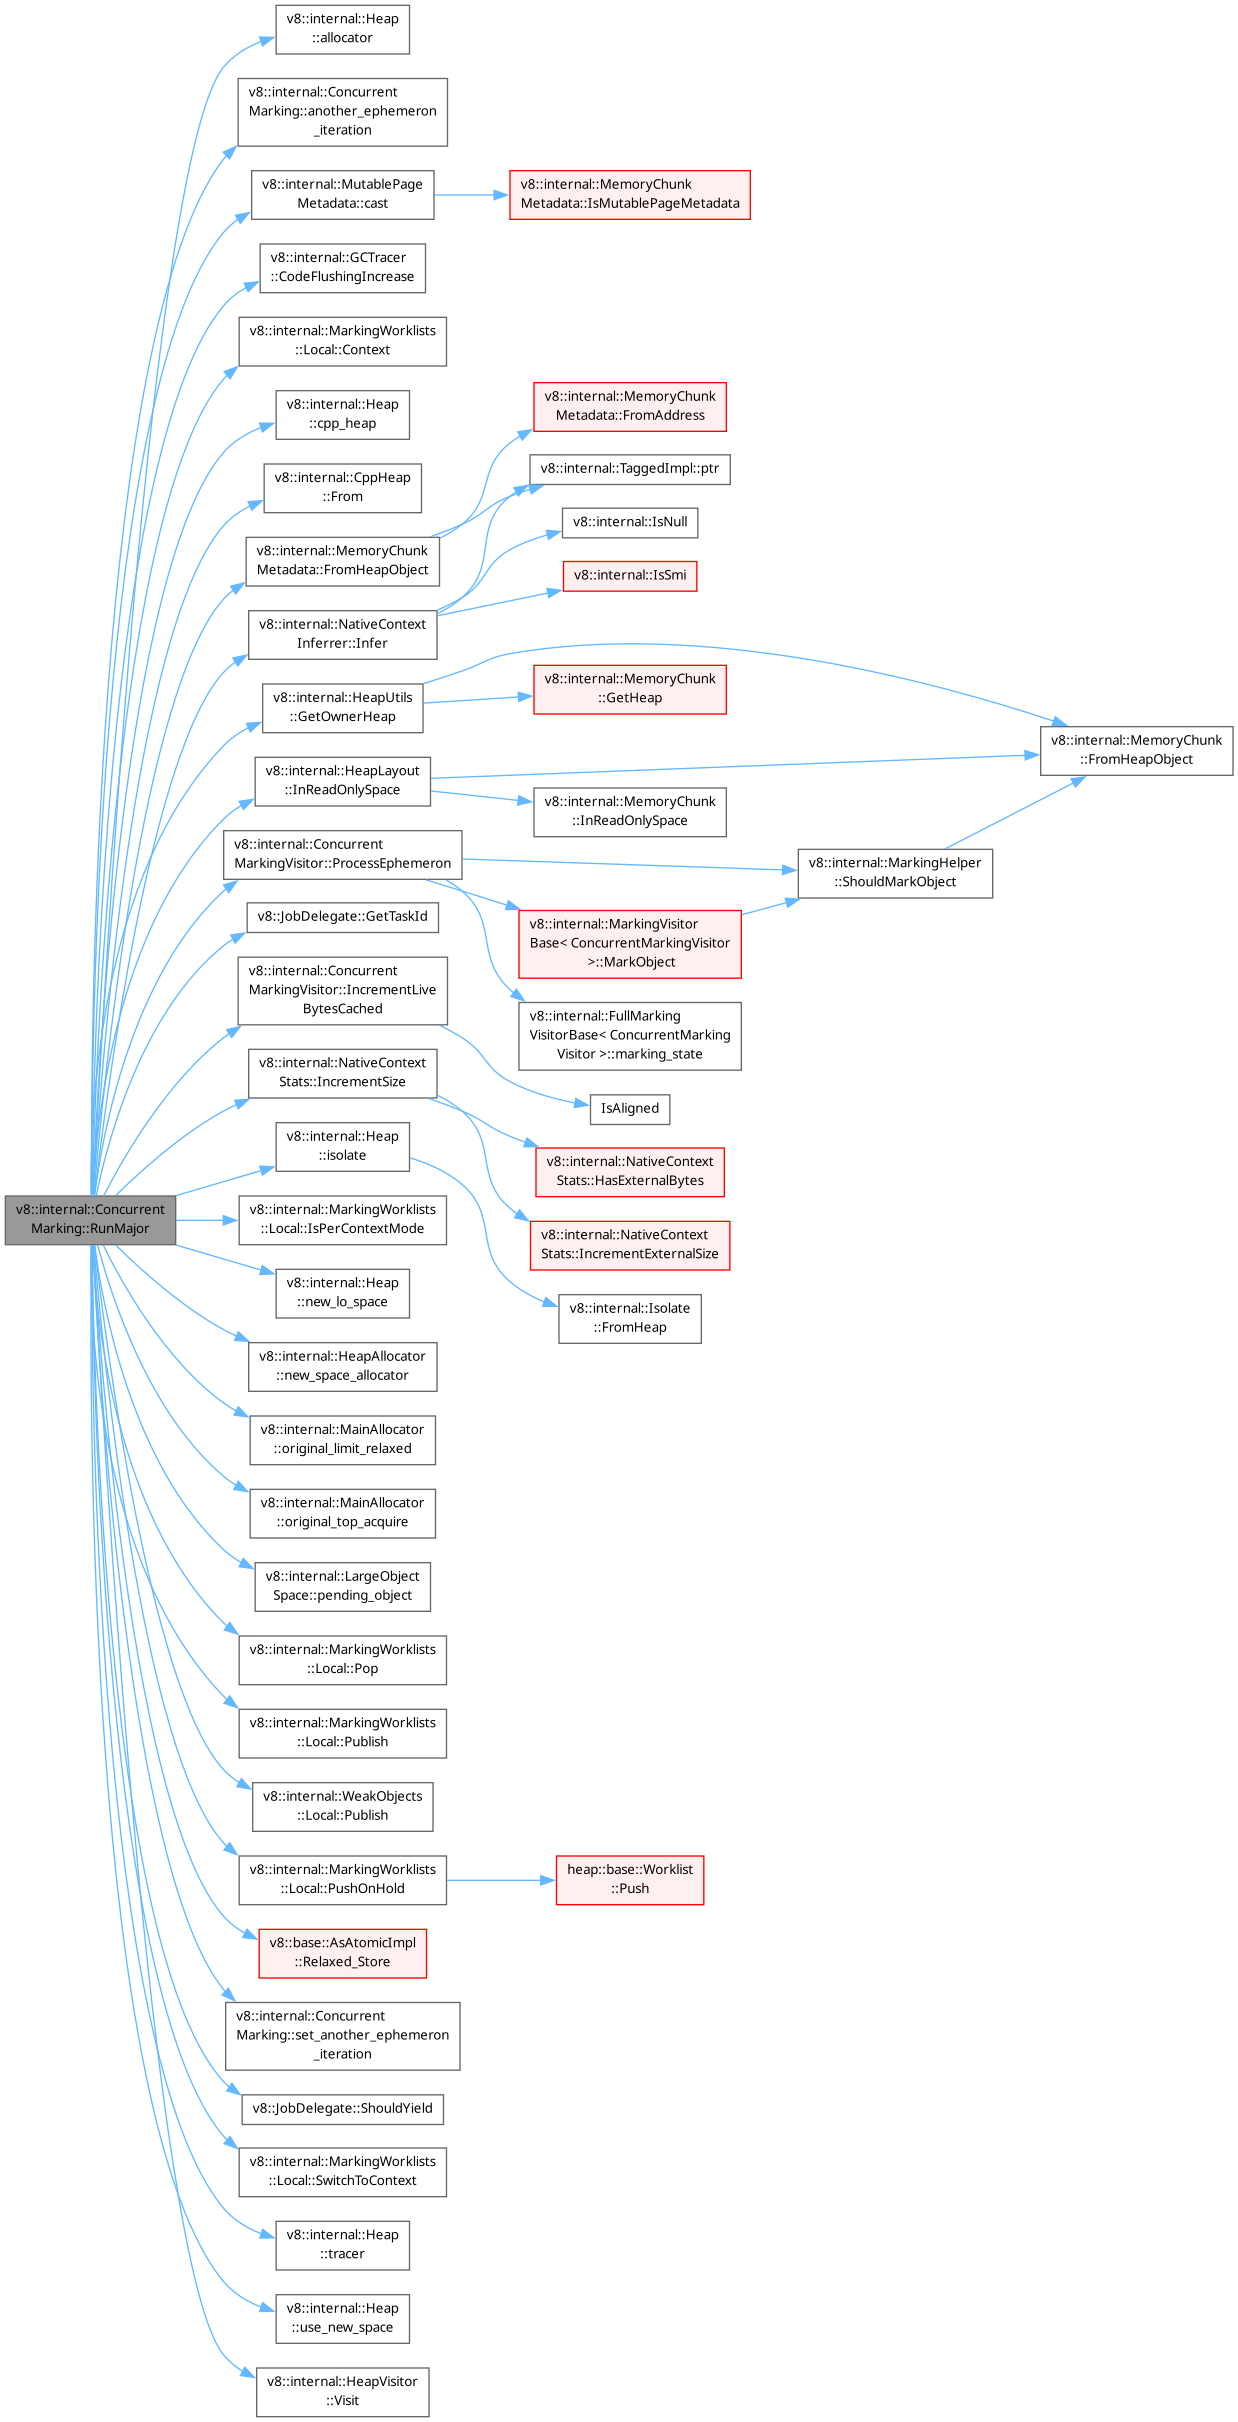 v8::internal::Heap
::allocator
v8::internal::Concurrent
Marking::another_ephemeron
_iteration
v8::internal::MutablePage
Metadata::cast
v8::internal::MemoryChunk
Metadata::IsMutablePageMetadata
v8::internal::GCTracer
::CodeFlushingIncrease
v8::internal::MarkingWorklists
::Local::Context
v8::internal::Heap
::cpp_heap
v8::internal::MemoryChunk
Metadata::FromAddress
v8::internal::CppHeap
::From
v8::internal::TaggedImpl::ptr
v8::internal::IsNull
v8::internal::MemoryChunk
Metadata::FromHeapObject
v8::internal::IsSmi
v8::internal::NativeContext
Inferrer::Infer
v8::internal::HeapUtils
::GetOwnerHeap
v8::internal::MemoryChunk
::GetHeap
v8::internal::MemoryChunk
::FromHeapObject
v8::internal::HeapLayout
::InReadOnlySpace
v8::internal::MemoryChunk
::InReadOnlySpace
v8::internal::Concurrent
MarkingVisitor::ProcessEphemeron
v8::internal::MarkingHelper
::ShouldMarkObject
v8::JobDelegate::GetTaskId
v8::internal::MarkingVisitor
Base< ConcurrentMarkingVisitor
>::MarkObject
v8::internal::Concurrent
MarkingVisitor::IncrementLive
BytesCached
v8::internal::FullMarking
VisitorBase< ConcurrentMarking
Visitor >::marking_state
v8::internal::NativeContext
Stats::IncrementSize
IsAligned
v8::internal::Heap
::isolate
v8::internal::NativeContext
Stats::HasExternalBytes
v8::internal::Concurrent
Marking::RunMajor
v8::internal::MarkingWorklists
::Local::IsPerContextMode
v8::internal::NativeContext
Stats::IncrementExternalSize
v8::internal::Heap
::new_lo_space
v8::internal::Isolate
::FromHeap
v8::internal::HeapAllocator
::new_space_allocator
v8::internal::MainAllocator
::original_limit_relaxed
v8::internal::MainAllocator
::original_top_acquire
v8::internal::LargeObject
Space::pending_object
v8::internal::MarkingWorklists
::Local::Pop
v8::internal::MarkingWorklists
::Local::Publish
v8::internal::WeakObjects
::Local::Publish
v8::internal::MarkingWorklists
::Local::PushOnHold
heap::base::Worklist
::Push
v8::base::AsAtomicImpl
::Relaxed_Store
v8::internal::Concurrent
Marking::set_another_ephemeron
_iteration
v8::JobDelegate::ShouldYield
v8::internal::MarkingWorklists
::Local::SwitchToContext
v8::internal::Heap
::tracer
v8::internal::Heap
::use_new_space
v8::internal::HeapVisitor
::Visit